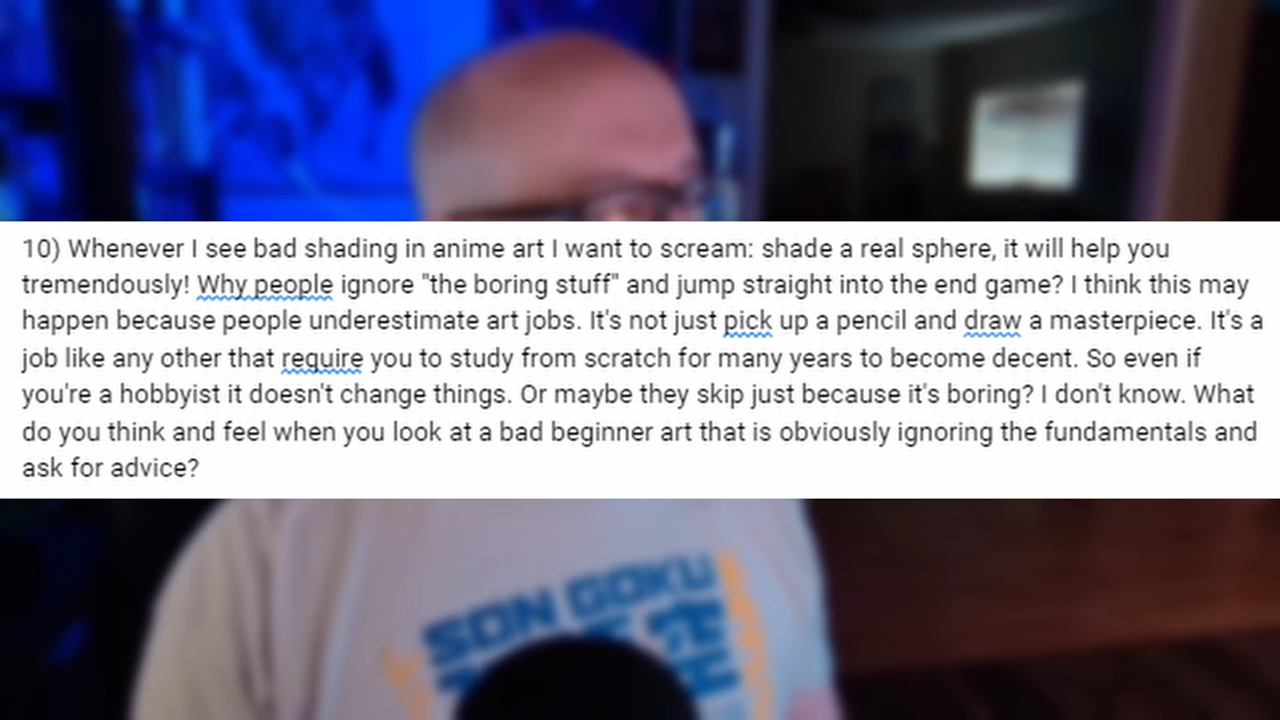 10) Whenever I see bad shading in anime art I want to scream: shade a real sphere, it will help you
tremendously! Why people ignore "the boring stuff" and jump straight into the end game? I think this may
happen because people underestimate art jobs. It's not just pick up a pencil and draw a masterpiece. It's a
job like any other that require you to study from scratch for many years to become decent. So even if
you're a hobbyist it doesn't change things. Or maybe they skip just because it's boring? I don't know. What
do you think and feel when you look at a bad beginner art that is obviously ignoring the fundamentals and
ask for advice?
SON GOKU